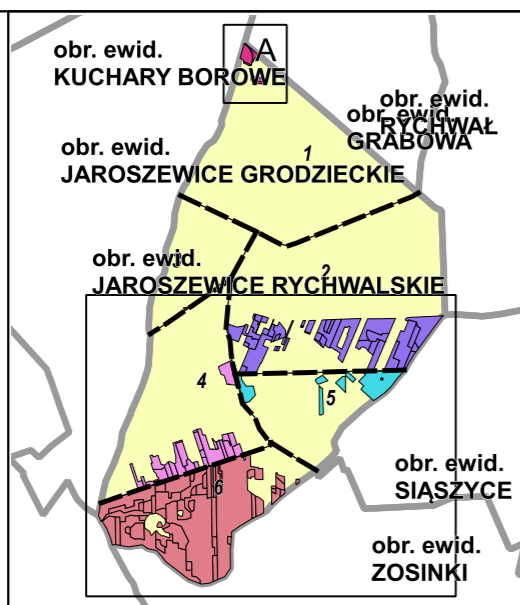 A
obr. ewid.
KUCHARY BOROWE
obr. ewid.
RYCHWAŁ
obr. ewid.
GRABOWA
1
obr. ewid.
JAROSZEWICE GRODZIECKIE
obr. ewid.
JAROSZEWICE RYCHWALSKIE
2
4
5
6
obr. ewid.
SIĄSZYCE
obr. ewid.
ZOSINKI